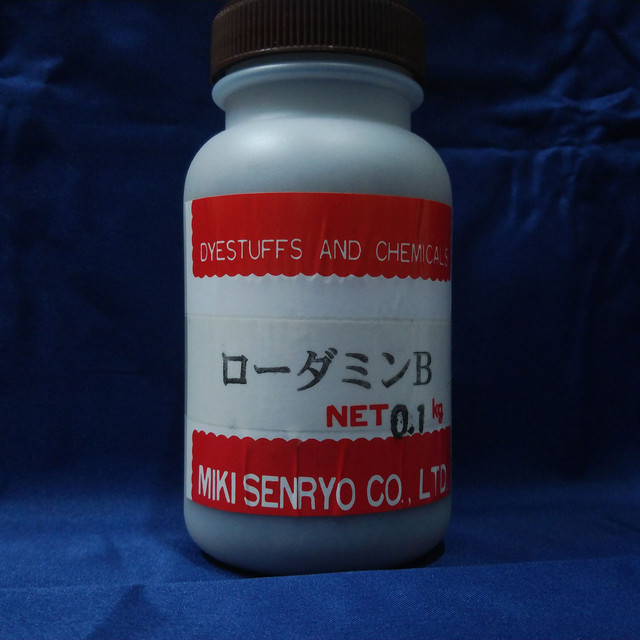 DYESTUFFS AND CHEMICALS
ローダミンB
NET 0.1 kg
MIKI SENRYO CO., LTD